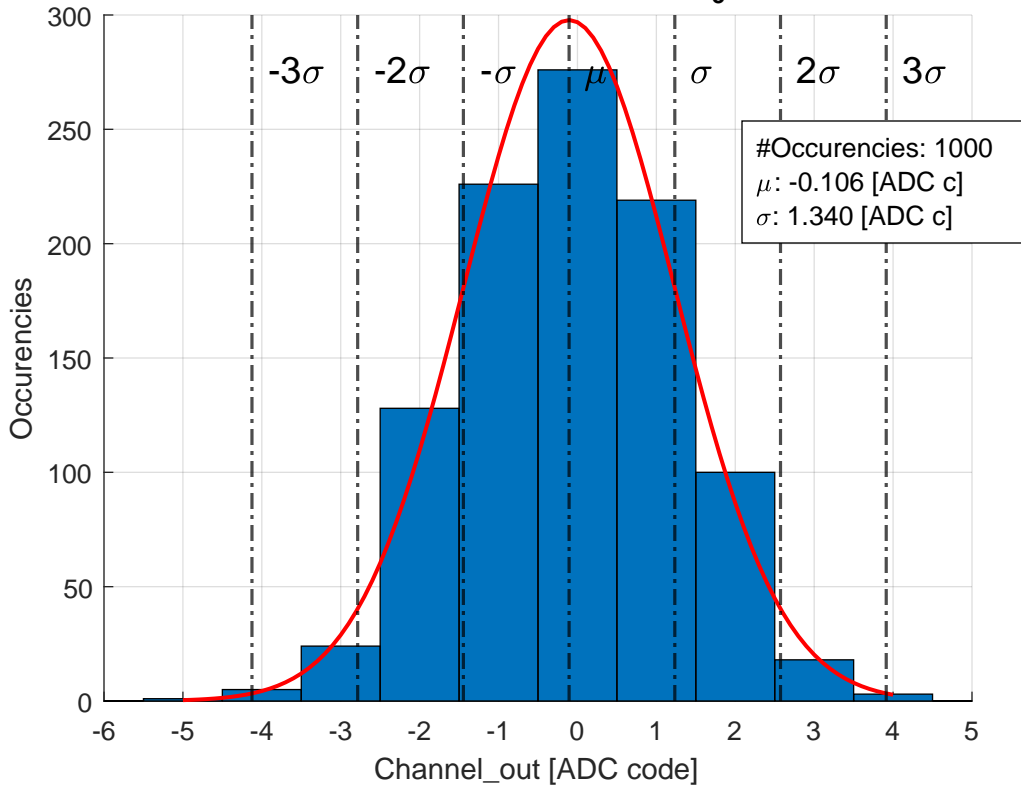 300
250
200
150
100
50
0
Occurencies
-3σ -2σ -σ μ σ 2σ 3σ
#Occurencies: 1000
μ: -0.106 [ADC c]
σ: 1.340 [ADC c]
-6 -5 -4 -3 -2 -1 0 1 2 3 4 5
Channel_out [ADC code]